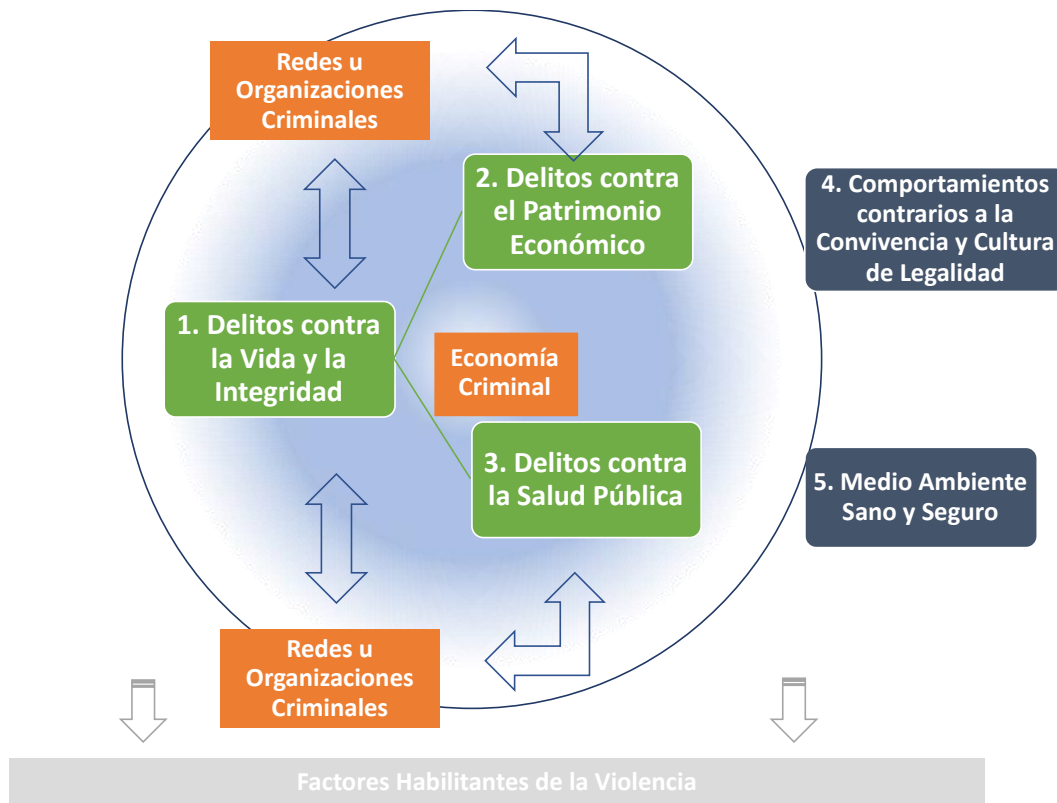 Redes u
Organizaciones
Criminales
2. Delitos contra
el Patrimonio
Económico
4. Comportamientos
contrarios a la
Convivencia y Cultura
de Legalidad
1. Delitos contra
la Vida y la
Integridad
Economía
Criminal
3. Delitos contra
la Salud Pública
5. Medio Ambiente
Sano y Seguro
Redes u
Organizaciones
Criminales
Factores Habilitantes de la Violencia